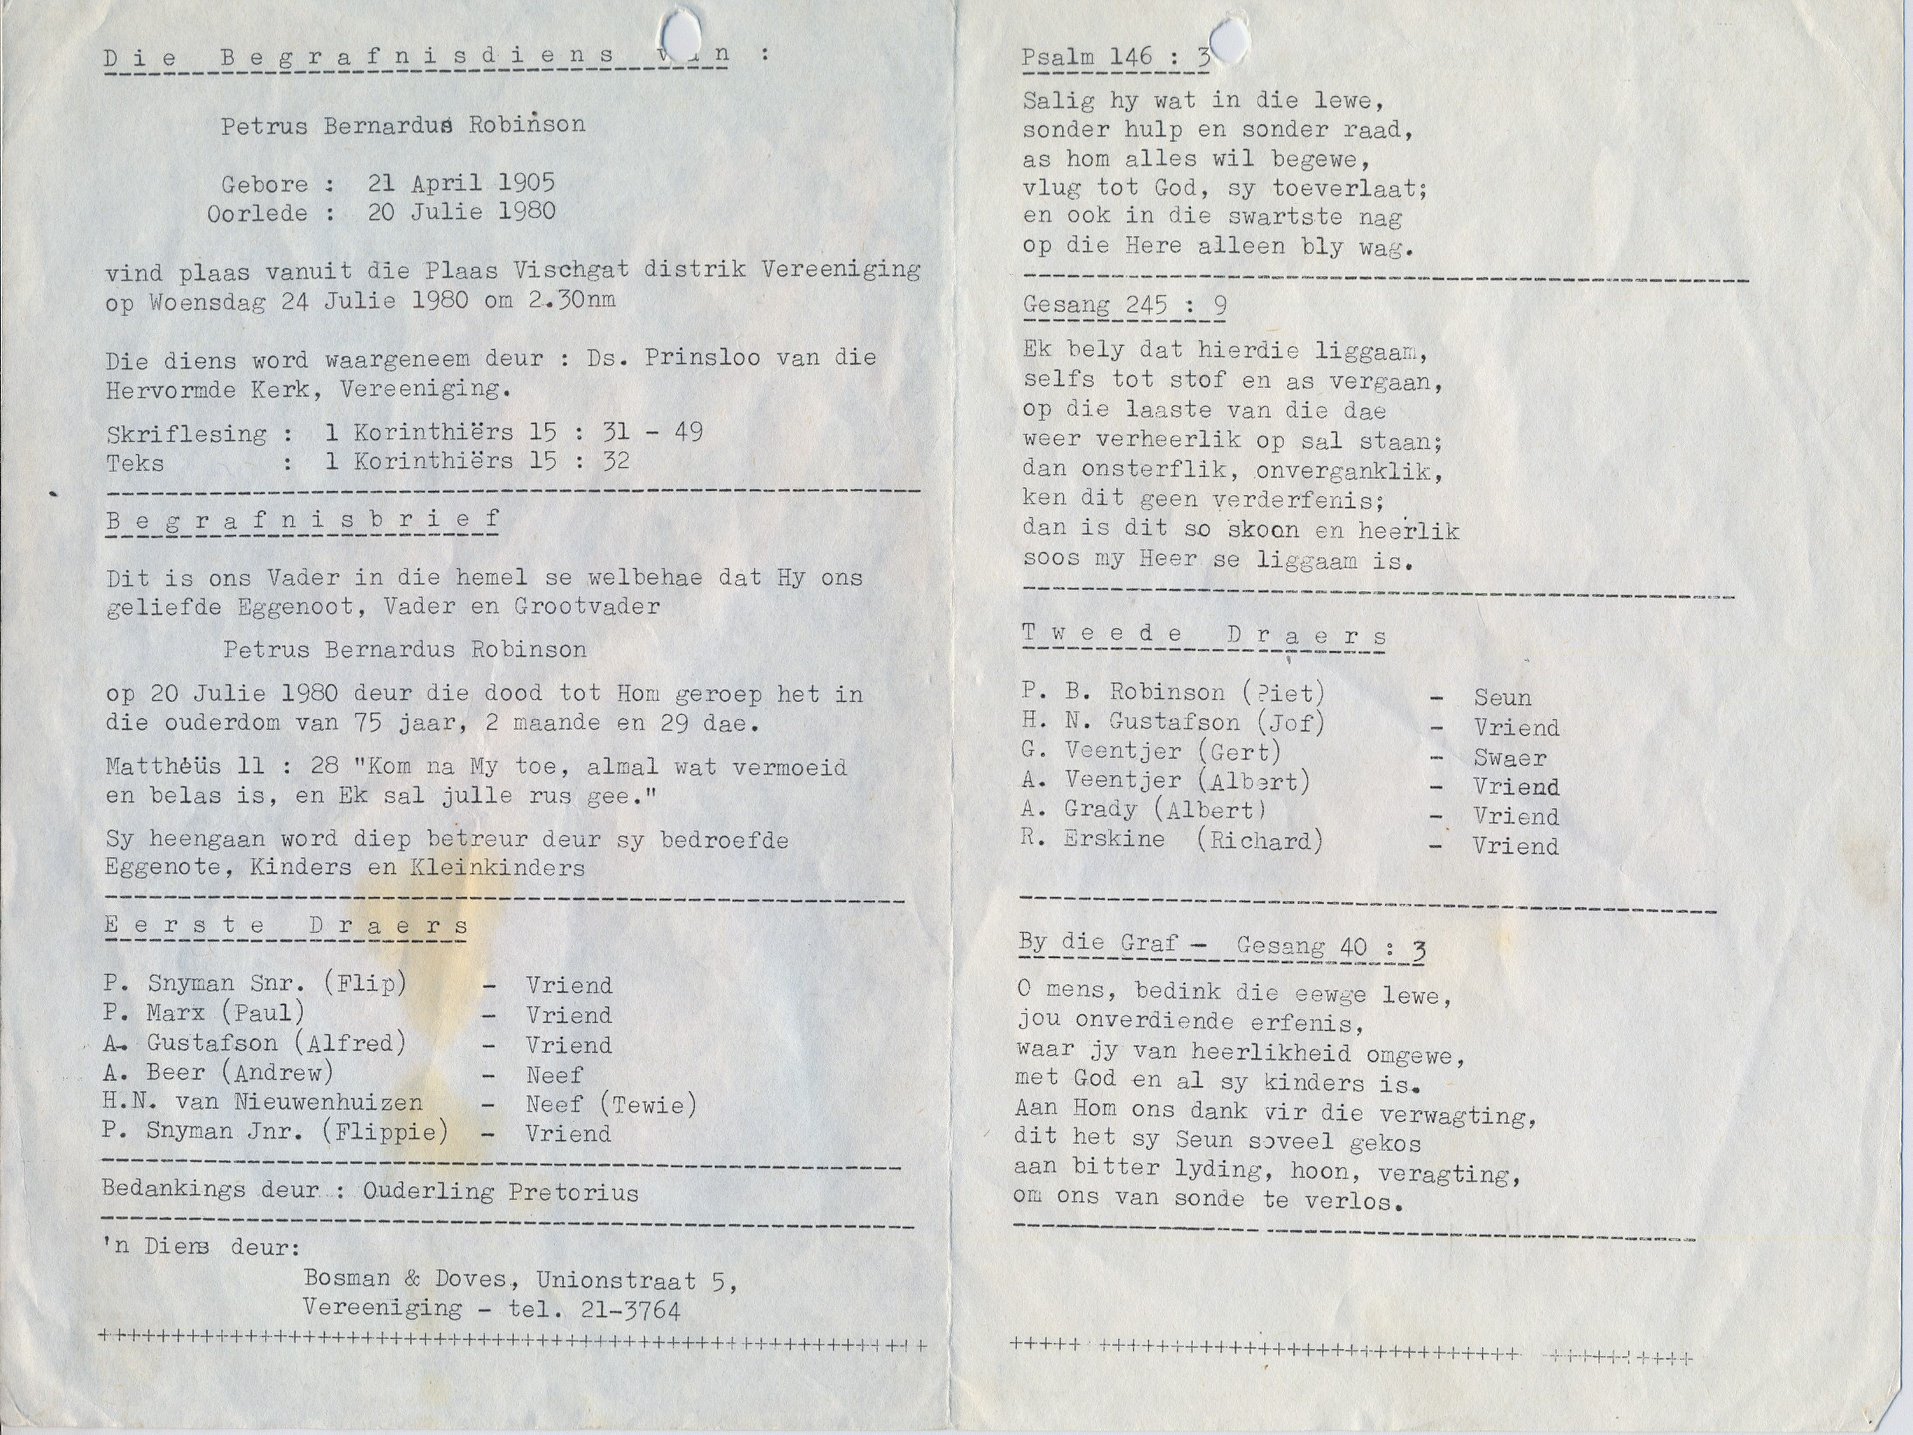 Die Begrafnisdiens van :
Petrus Bernardus Robinson
Gebore : 21 April 1905
Oorlede : 20 Julie 1980
vind plaas vanuit die Plaas Vischgat distrik Vereeniging
op Woensdag 24 Julie 1980 om 2.30nm
Die diens word waargeneem deur : Ds. Prinsloo van die
Hervormde Kerk, Vereeniging.
Skriflesing : 1 Korinthiërs 15 : 31 - 49
Teks : 1 Korinthiërs 15 : 32
Begrafnisbrief
Dit is ons Vader in die hemel se welbehae dat Hy ons
geliefde Eggenoot, Vader en Grootvader
Petrus Bernardus Robinson
op 20 Julie 1980 deur die dood tot Hom geroep het in
die ouderdom van 75 jaar, 2 maande en 29 dae.
Matthéüs 11 : 28 "Kom na My toe, almal wat vermoeid
en belas is, en Ek sal julle rus gee."
Sy heengaan word diep betreur deur sy bedroefde
Eggenote, Kinders en Kleinkinders
Eerste Draers
P. Snyman Snr. (Flip) - Vriend
P. Marx (Paul) - Vriend
A. Gustafson (Alfred) - Vriend
A. Beer (Andrew) - Neef
H.N. van Nieuwenhuizen - Neef (Tewie)
P. Snyman Jnr. (Flippie) - Vriend
Bedankings deur : Ouderling Pretorius
'n Diens deur:
Bosman & Doves, Unionstraat 5,
Vereeniging - tel. 21-3764
+++++++++++++++++++++++++++++++++++++++++++++++++++++++++
Psalm 146 : 3
Salig hy wat in die lewe,
sonder hulp en sonder raad,
as hom alles wil begewe,
vlug tot God, sy toeverlaat;
en ook in die swartste nag
op die Here alleen bly wag.
Gesang 245 : 9
Ek bely dat hierdie liggaam,
selfs tot stof en as vergaan,
op die laaste van die dae
weer verheerlik op sal staan;
dan onsterflik, onverganklik,
ken dit geen verderfenis;
dan is dit so skoon en heerlik
soos my Heer se liggaam is.
Tweede Draers
P. B. Robinson (Piet) - Seun
H. N. Gustafson (Jof) - Vriend
G. Veentjer (Gert) - Swaer
A. Veentjer (Albert) - Vriend
A. Grady (Albert) - Vriend
R. Erskine (Richard) - Vriend
By die Graf - Gesang 40 : 3
O mens, bedink die eewge lewe,
jou onverdiende erfenis,
waar jy van heerlikheid omgewe,
met God en al sy kinders is.
Aan Hom ons dank vir die verwagting,
dit het sy Seun soveel gekos
aan bitter lyding, hoon, veragting,
om ons van sonde te verlos.
+++++ +++++++++++++++++++++++++++++ ++++++++++